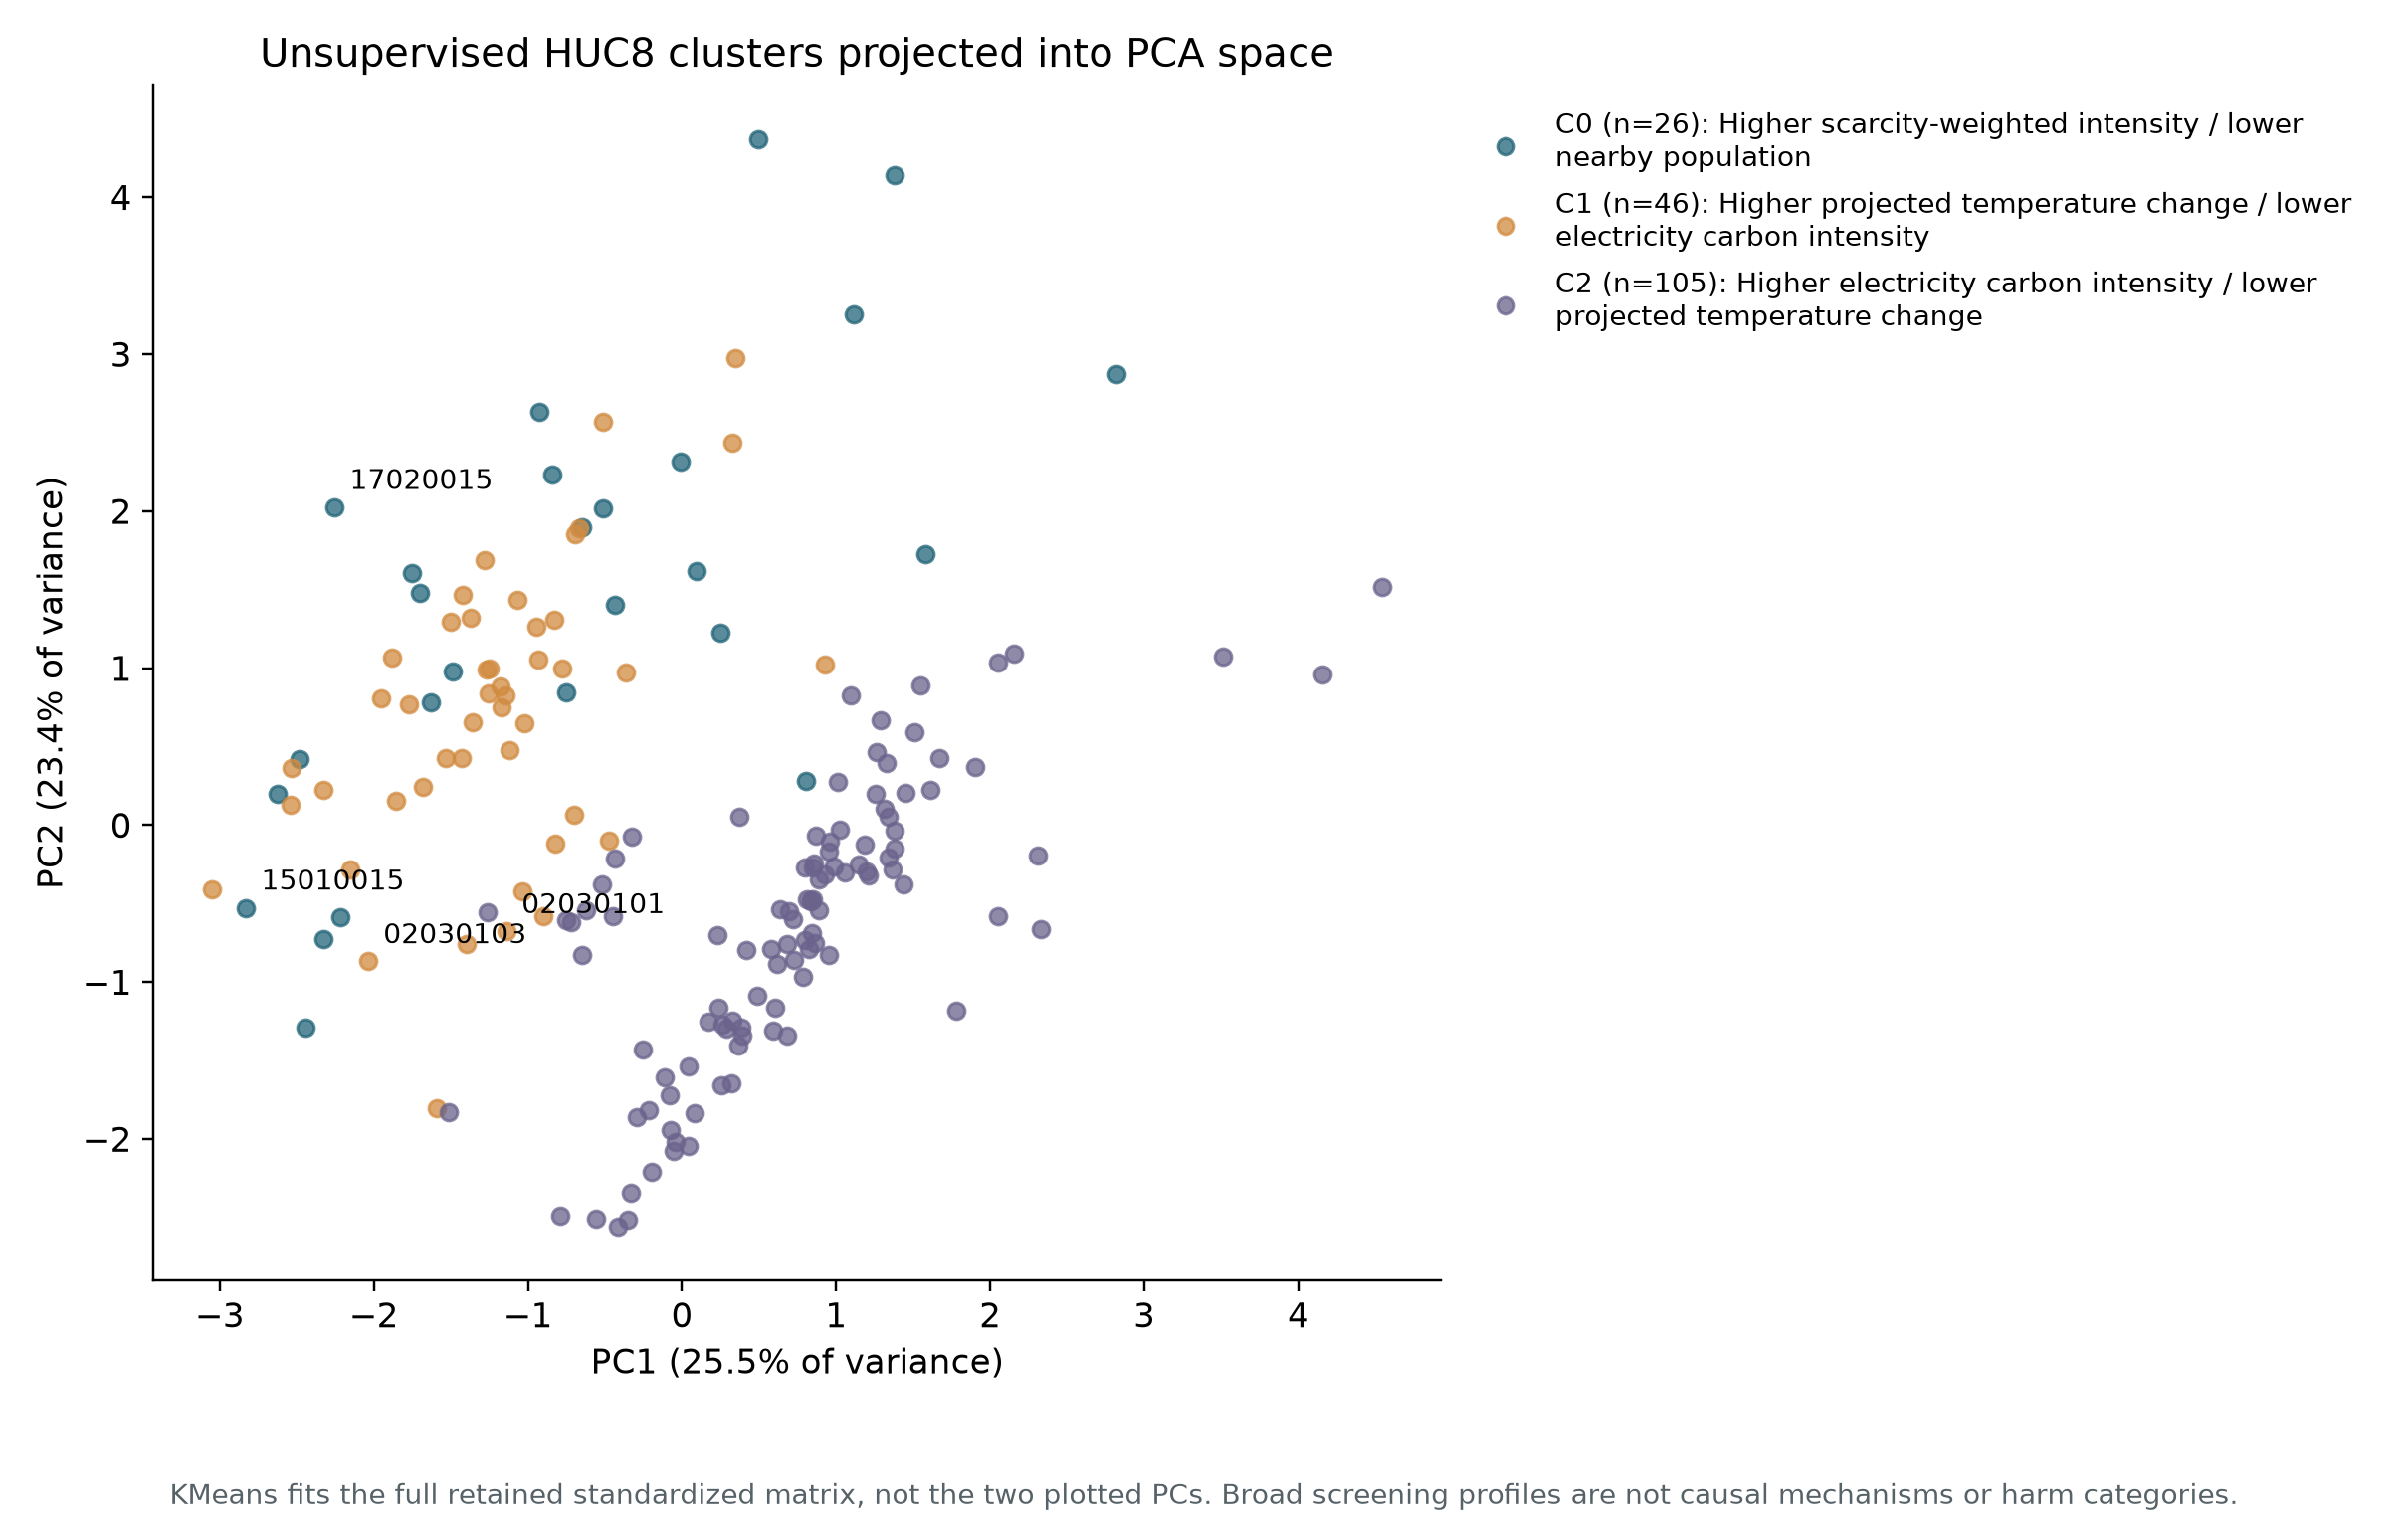 Unsupervised HUC8 clusters projected into PCA space
C0 (n=26): Higher scarcity-weighted intensity / lower
nearby population
C1 (n=46): Higher projected temperature change / lower
electricity carbon intensity
C2 (n=105): Higher electricity carbon intensity / lower
projected temperature change
PC2 (23.4% of variance)
4
3
2
1
0
−1
−2
17020015
15010015
02030101
02030103
−3
−2
−1
0
1
2
3
4
PC1 (25.5% of variance)
KMeans fits the full retained standardized matrix, not the two plotted PCs. Broad screening profiles are not causal mechanisms or harm categories.